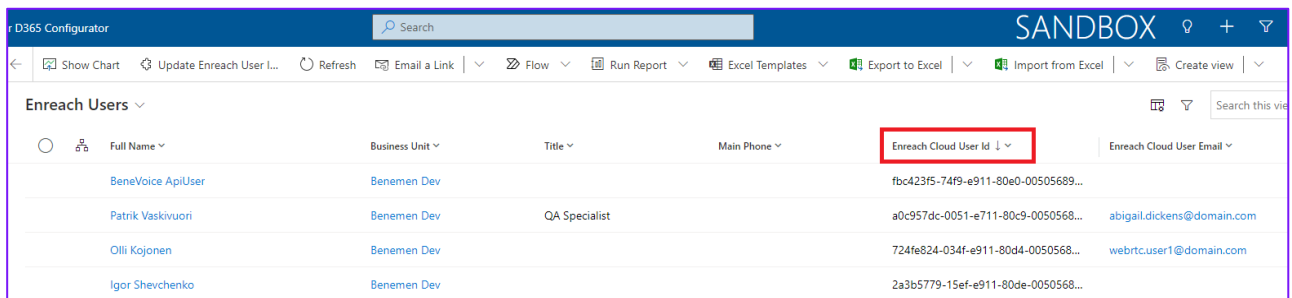 r D365 Configurator Search SANDBOX
Show Chart Update Enreach User I... Refresh Email a Link Flow Run Report Excel Templates Export to Excel Import from Excel Create view
Enreach Users Search this vie
Full Name Business Unit Title Main Phone Enreach Cloud User Id Enreach Cloud User Email
BeneVoice ApiUser Benemen Dev fbc423f5-74f9-e911-80e0-00505689...
Patrik Vaskivuori Benemen Dev QA Specialist a0c957dc-0051-e711-80c9-0050568... abigail.dickens@domain.com
Olli Kojonen Benemen Dev 724fe824-034f-e911-80d4-0050568... webrtc.user1@domain.com
Igor Shevchenko Benemen Dev 2a3b5779-15ef-e911-80de-0050568...